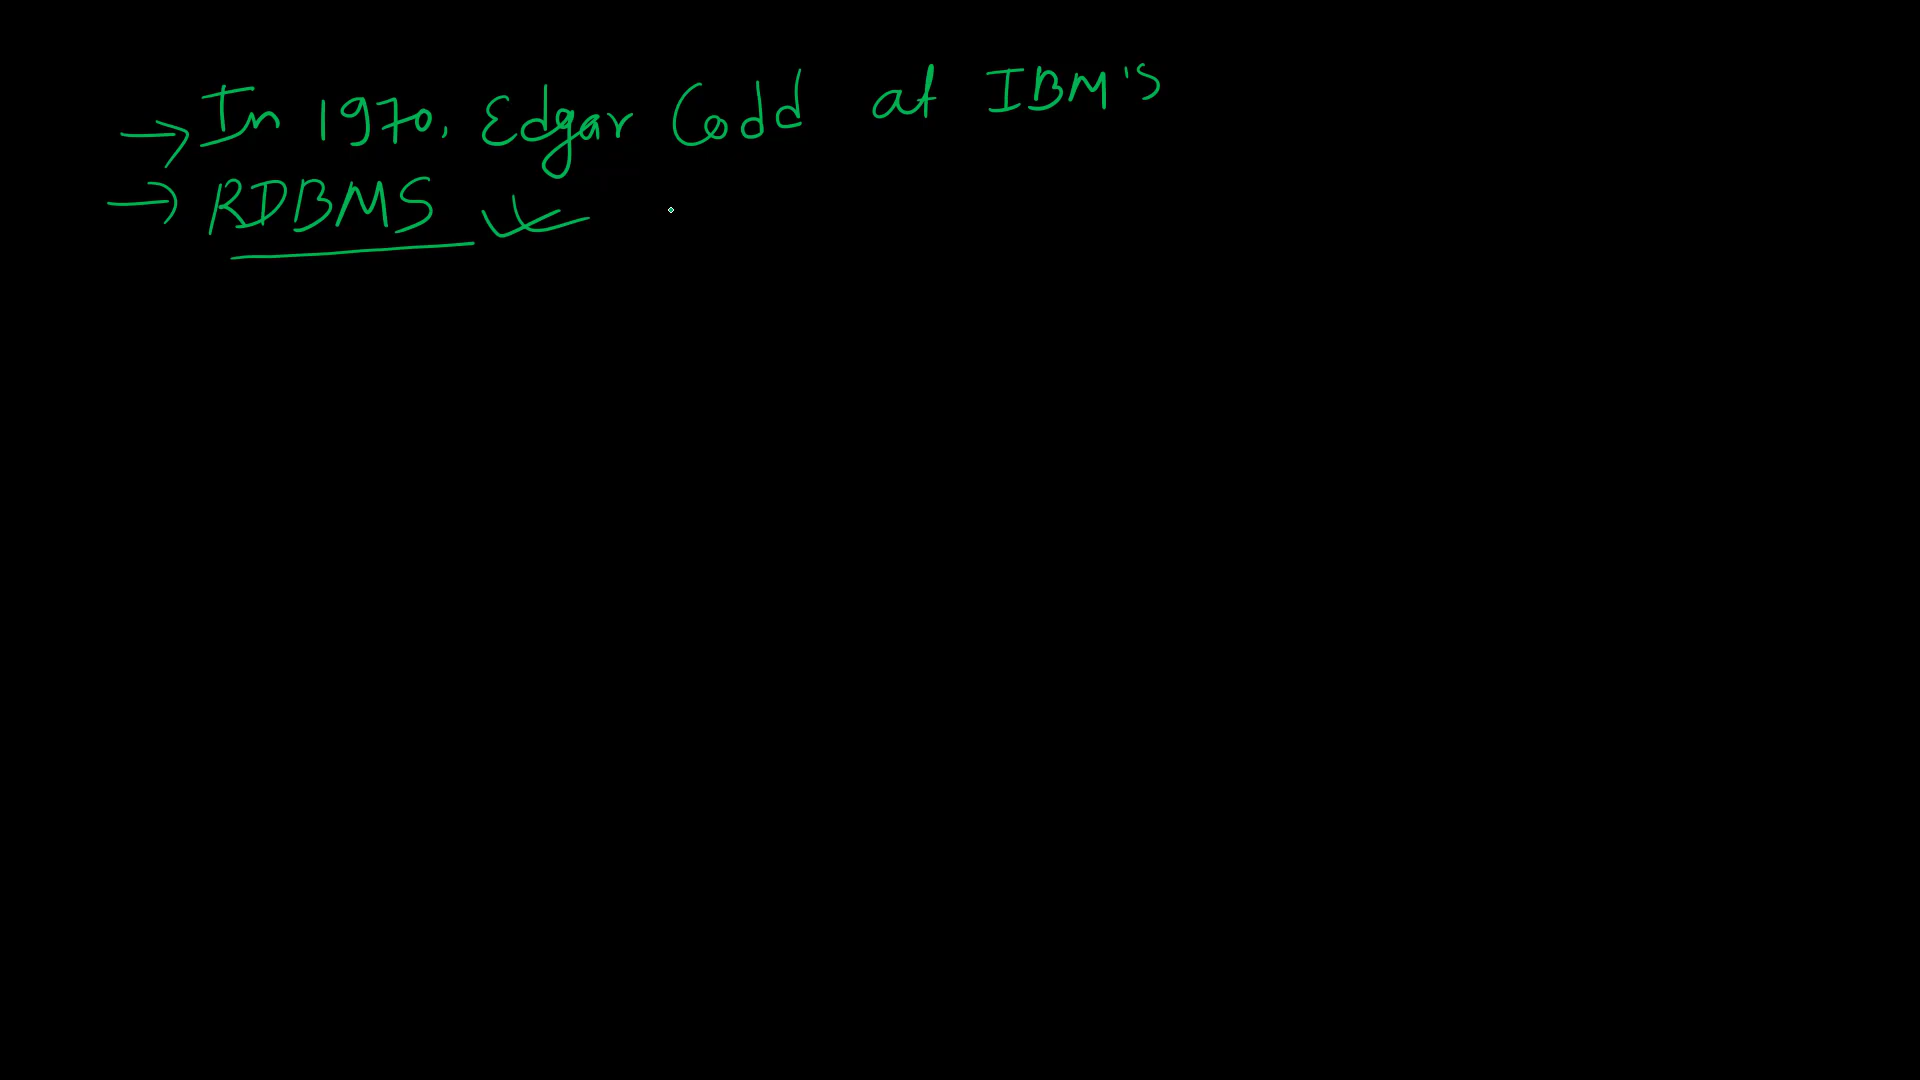 → In 1970, Edgar Codd at IBM's
→ RDBMS